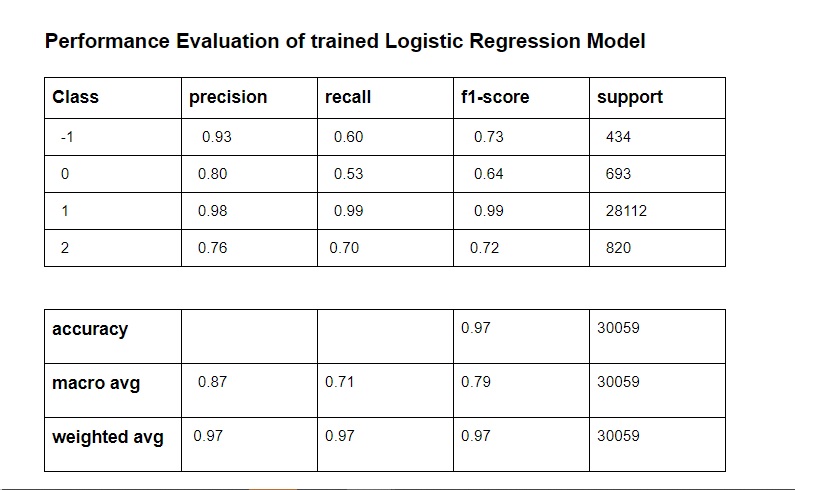 Performance Evaluation of trained Logistic Regression Model
Class precision recall f1-score support
-1 0.93 0.60 0.73 434
0 0.80 0.53 0.64 693
1 0.98 0.99 0.99 28112
2 0.76 0.70 0.72 820
accuracy 0.97 30059
macro avg 0.87 0.71 0.79 30059
weighted avg 0.97 0.97 0.97 30059